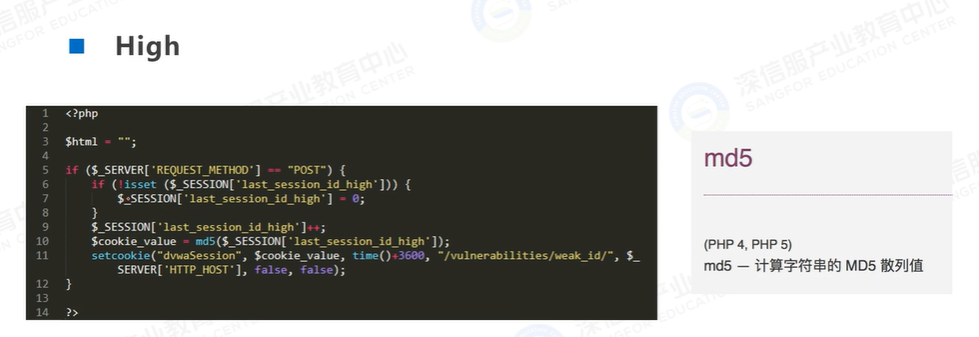 High
1 <?php
2
3 $html = "";
4
5 if ($_SERVER['REQUEST_METHOD'] == "POST") {
6 if (!isset ($_SESSION['last_session_id_high'])) {
7 $_SESSION['last_session_id_high'] = 0;
8 }
9 $_SESSION['last_session_id_high']++;
10 $cookie_value = md5($_SESSION['last_session_id_high']);
11 setcookie("dvwaSession", $cookie_value, time()+3600, "/vulnerabilities/weak_id/", $_
SERVER['HTTP_HOST'], false, false);
12 }
13
14 ?>
md5
(PHP 4, PHP 5)
md5 — 计算字符串的 MD5 散列值
深信服产业教育中心
SANGFOR EDUCATION CENTER